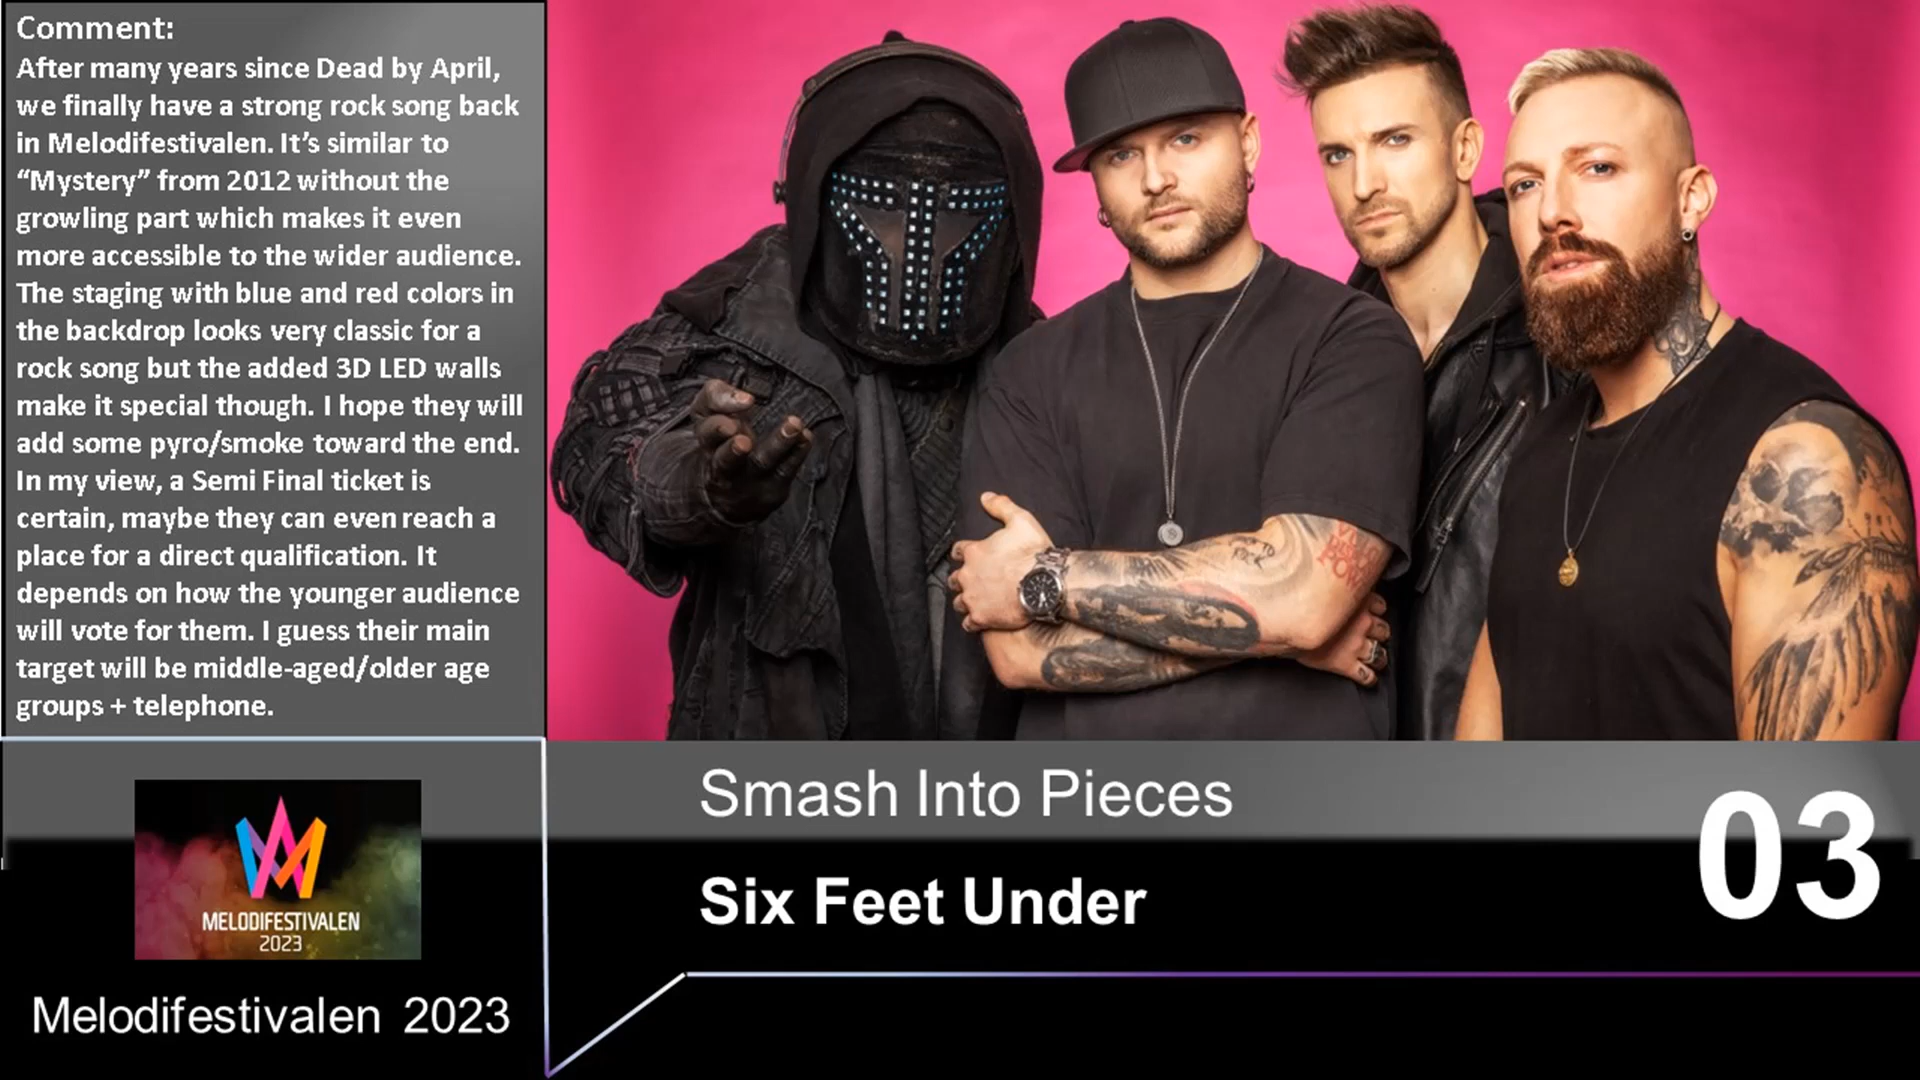 Comment:
After many years since Dead by April,
we finally have a strong rock song back
in Melodifestivalen. It’s similar to
“Mystery” from 2012 without the
growling part which makes it even
more accessible to the wider audience.
The staging with blue and red colors in
the backdrop looks very classic for a
rock song but the added 3D LED walls
make it special though. I hope they will
add some pyro/smoke toward the end.
In my view, a Semi Final ticket is
certain, maybe they can even reach a
place for a direct qualification. It
depends on how the younger audience
will vote for them. I guess their main
target will be middle-aged/older age
groups + telephone.
Smash Into Pieces
Six Feet Under
03
MELODIFESTIVALEN
2023
Melodifestivalen 2023